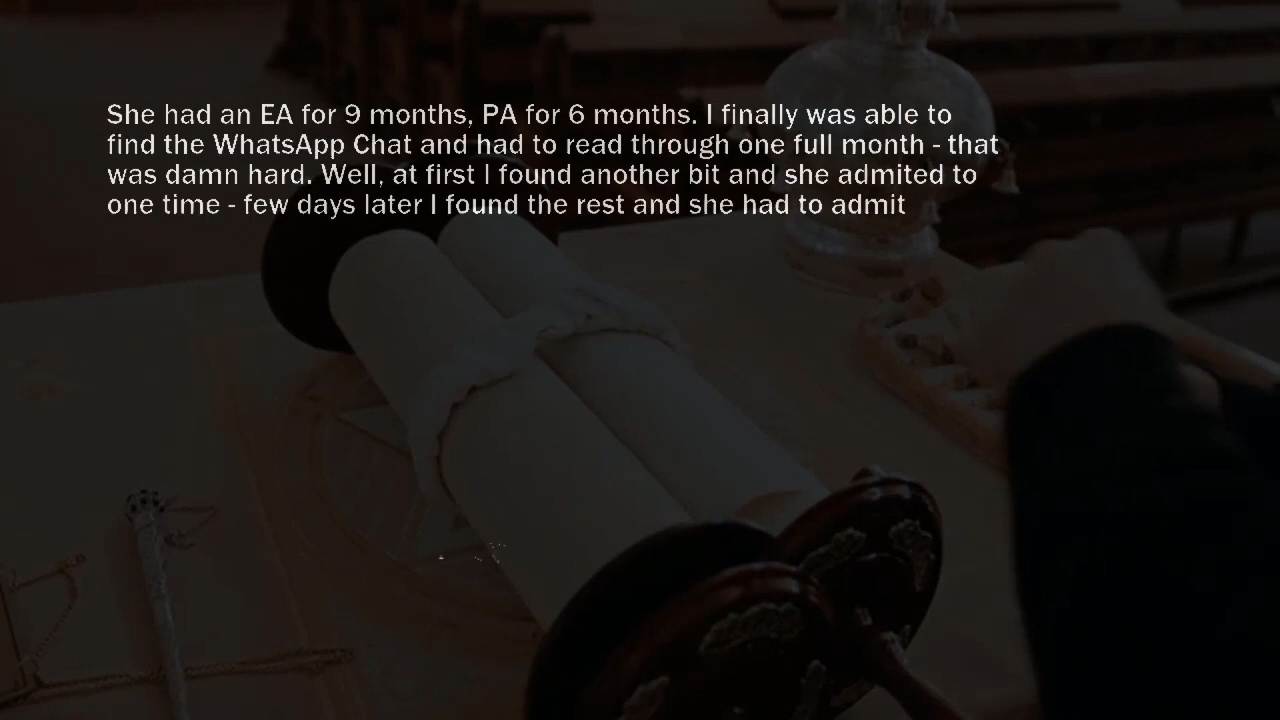 She had an EA for 9 months, PA for 6 months. I finally was able to
find the WhatsApp Chat and had to read through one full month - that
was damn hard. Well, at first I found another bit and she admited to
one time - few days later I found the rest and she had to admit